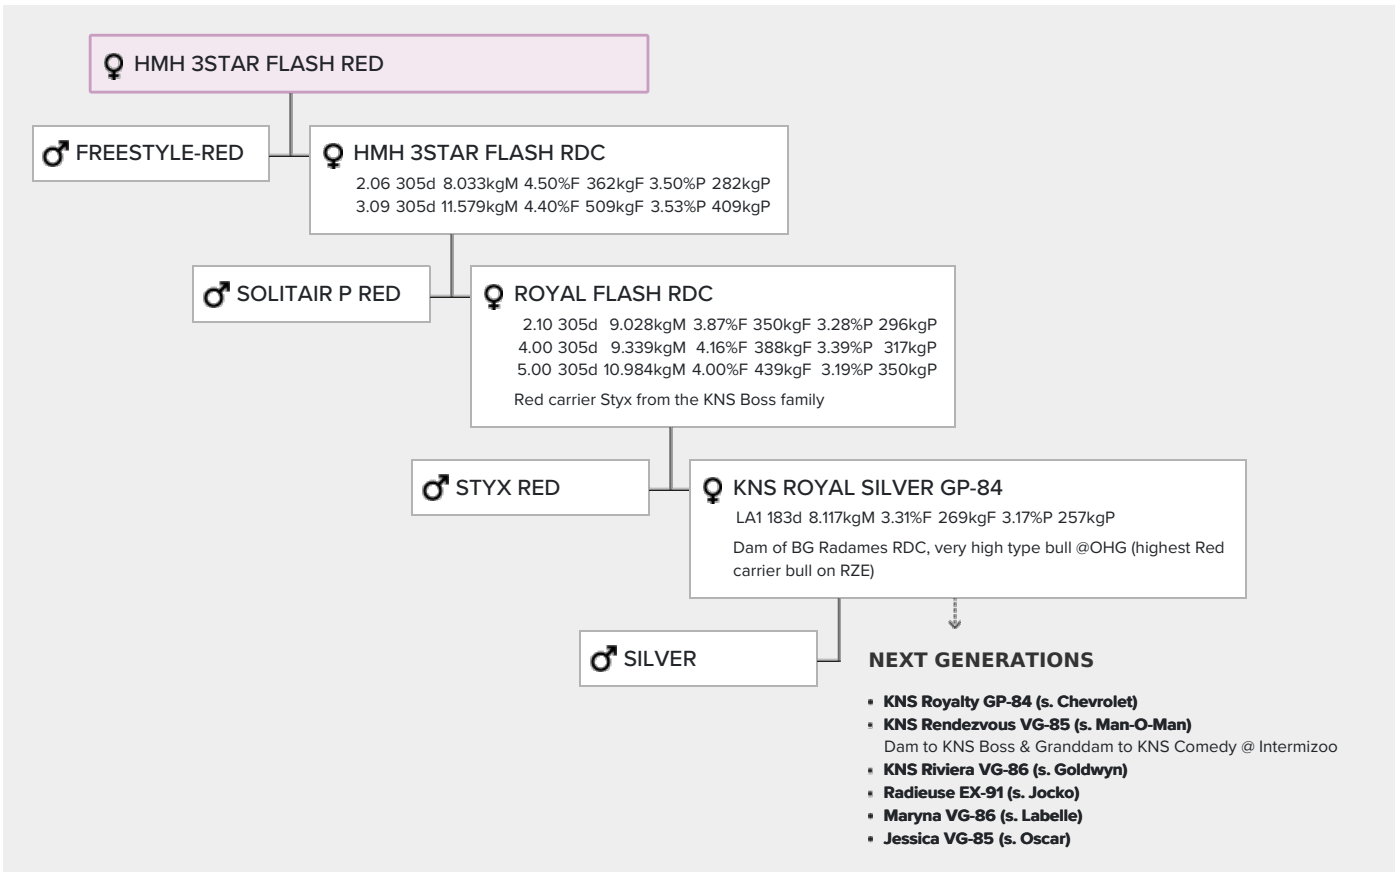 HMH 3STAR FLASH RED
FREESTYLE-RED
HMH 3STAR FLASH RDC
2.06 305d 8.033kgM 4.50%F 362kgF 3.50%P 282kgP
3.09 305d 11.579kgM 4.40%F 509kgF 3.53%P 409kgP
SOLITAIR P RED
ROYAL FLASH RDC
2.10 305d 9.028kgM 3.87%F 350kgF 3.28%P 296kgP
4.00 305d 9.339kgM 4.16%F 388kgF 3.39%P 317kgP
5.00 305d 10.984kgM 4.00%F 439kgF 3.19%P 350kgP
Red carrier Styx from the KNS Boss family
STYX RED
KNS ROYAL SILVER GP-84
LA1 183d 8.117kgM 3.31%F 269kgF 3.17%P 257kgP
Dam of BG Radames RDC, very high type bull @OHG (highest Red
carrier bull on RZE)
SILVER
NEXT GENERATIONS
• KNS Royalty GP-84 (s. Chevrolet)
• KNS Rendezvous VG-85 (s. Man-O-Man)
Dam to KNS Boss & Granddam to KNS Comedy @ Intermizoo
• KNS Riviera VG-86 (s. Goldwyn)
• Radieuse EX-91 (s. Jocko)
• Maryna VG-86 (s. Labelle)
• Jessica VG-85 (s. Oscar)